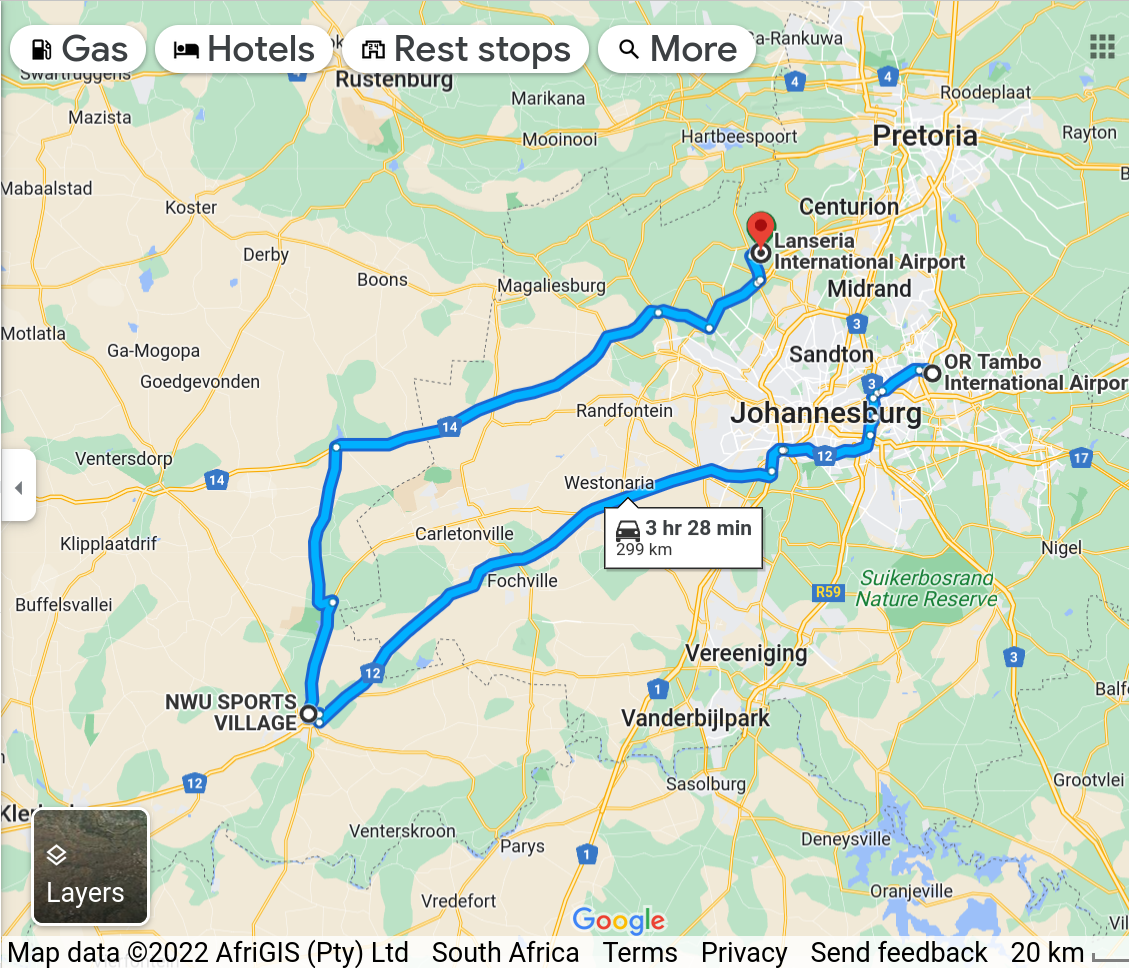 Gas
Hotels
Rest stops
More
Ga-Rankuwa
Swartruggens
Rustenburg
4
4
Marikana
Roodeplaat
Mazista
Mooinooi
Hartbeespoort
Pretoria
Rayton
Mabaalstad
Koster
Centurion
Derby
Lanseria
International Airport
Boons
Magaliesburg
Midrand
Motlatla
3
Ga-Mogopa
Sandton
OR Tambo
International Airpor
Goedgevonden
3
Randfontein
Johannesburg
14
Ventersdorp
12
17
14
Westonaria
Carletonville
3 hr 28 min
299 km
Klipplaatdrif
Nigel
Fochville
Suikerbosrand
Nature Reserve
R59
Buffelsvallei
Vereeniging
3
12
NWU SPORTS
VILLAGE
1
Balf
Vanderbijlpark
12
Sasolburg
Grootvlei
Kler
Venterskroon
Parys
1
Deneysville
Layers
Vredefort
Oranjeville
Google
Vil
Map data ©2022 AfriGIS (Pty) Ltd South Africa Terms Privacy Send feedback 20 km